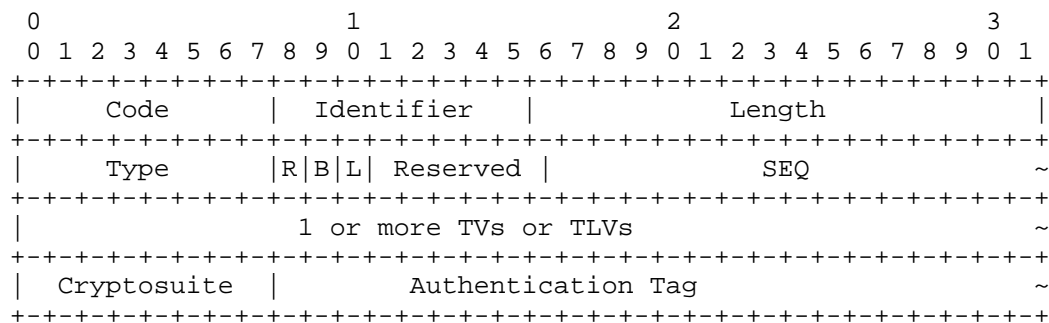 0                   1                   2                   3
 0 1 2 3 4 5 6 7 8 9 0 1 2 3 4 5 6 7 8 9 0 1 2 3 4 5 6 7 8 9 0 1
+-+-+-+-+-+-+-+-+-+-+-+-+-+-+-+-+-+-+-+-+-+-+-+-+-+-+-+-+-+-+-+-+
|     Code      |  Identifier   |            Length             |
+-+-+-+-+-+-+-+-+-+-+-+-+-+-+-+-+-+-+-+-+-+-+-+-+-+-+-+-+-+-+-+-+
|     Type      |R|B|L| Reserved |             SEQ              ~
+-+-+-+-+-+-+-+-+-+-+-+-+-+-+-+-+-+-+-+-+-+-+-+-+-+-+-+-+-+-+-+-+
|                 1 or more TVs or TLVs                         ~
+-+-+-+-+-+-+-+-+-+-+-+-+-+-+-+-+-+-+-+-+-+-+-+-+-+-+-+-+-+-+-+-+
|  Cryptosuite  |        Authentication Tag                     ~
+-+-+-+-+-+-+-+-+-+-+-+-+-+-+-+-+-+-+-+-+-+-+-+-+-+-+-+-+-+-+-+-+